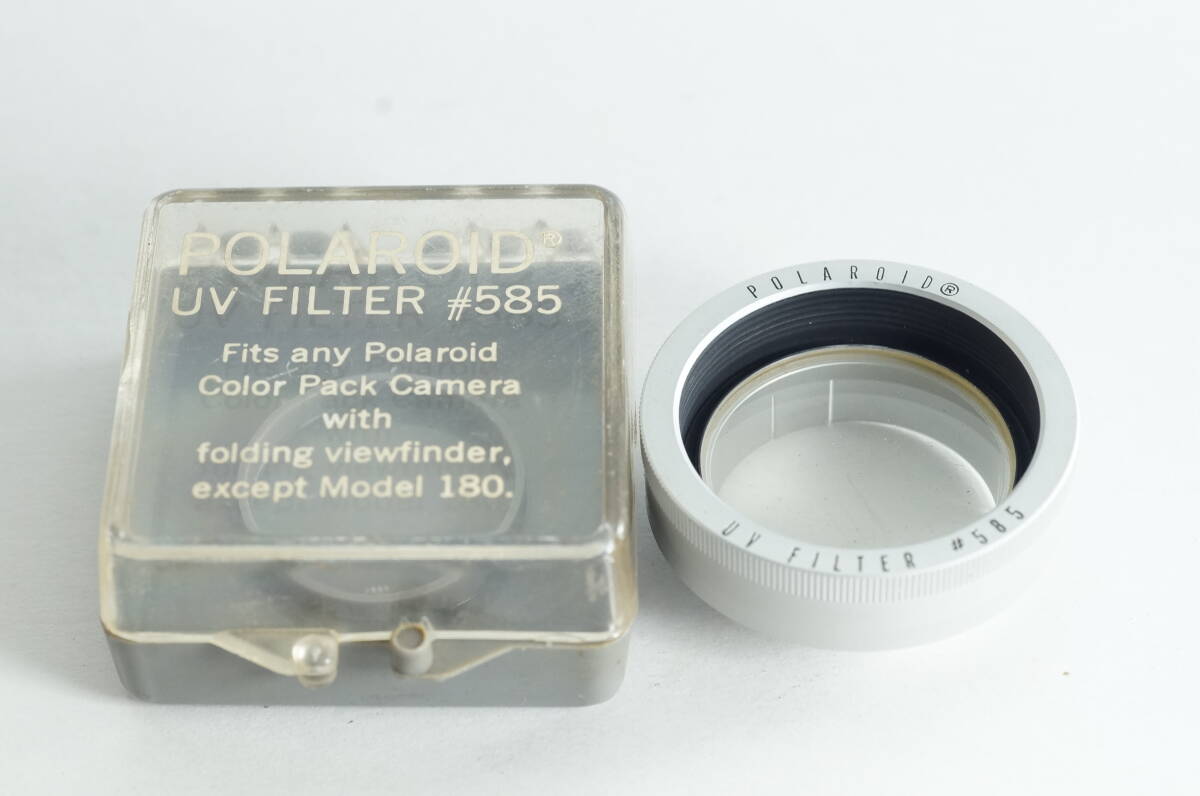 POLAROID®
UV FILTER #585
Fits any Polaroid
Color Pack Camera
with
folding viewfinder,
except Model 180.
POLAROID®
UV FILTER #585